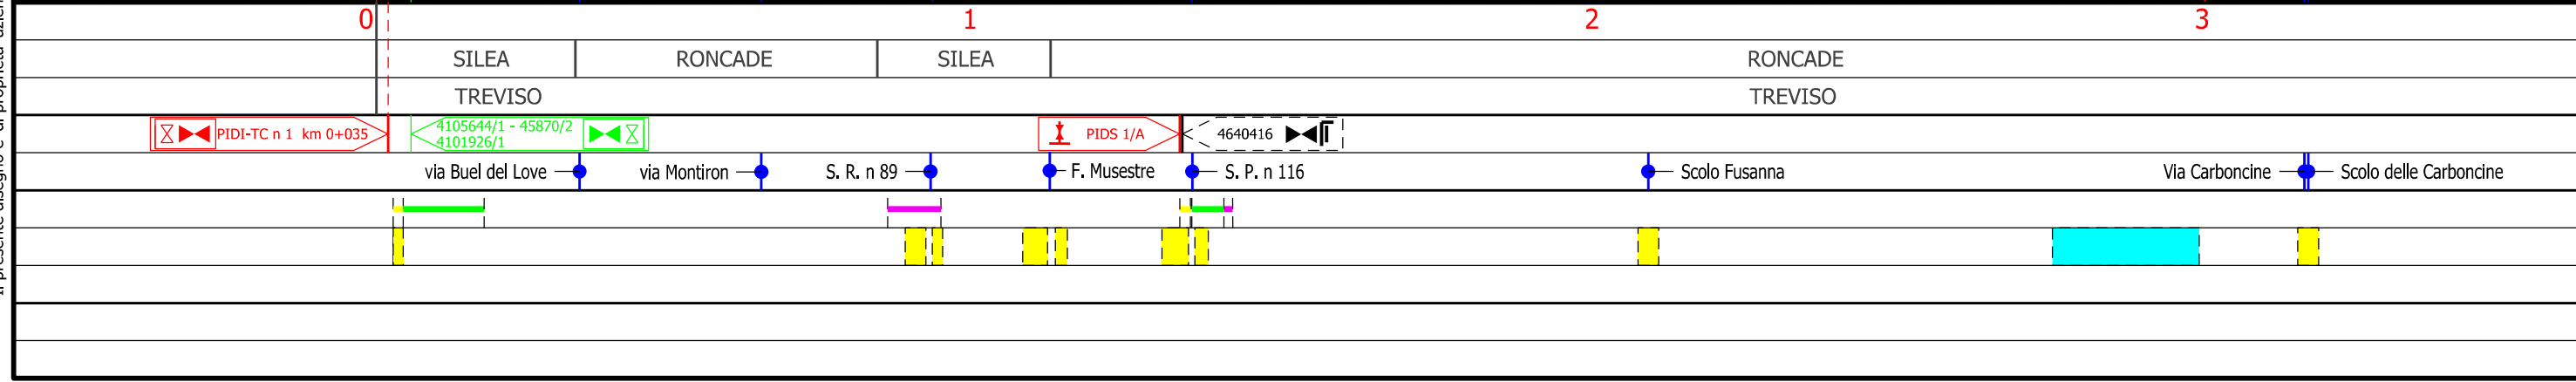 0 1 2 3
SILEA RONCADE SILEA RONCADE
TREVISO TREVISO
PIDI-TC n 1 km 0+035
4105644/1 - 45870/2
4101926/1
PIDS 1/A
4640416
via Buel del Love via Montiron S. R. n 89 F. Musestre S. P. n 116 Scolo Fusanna Via Carboncine Scolo delle Carboncine